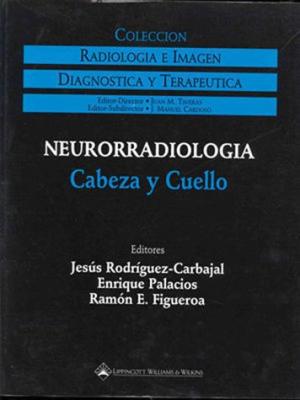 COLECCION
RADIOLOGIA E IMAGEN
DIAGNOSTICA Y TERAPEUTICA
Editor-Director • JUAN M. TAVERAS
Editor-Subdirector • J. MANUEL CARDOSO
NEURORRADIOLOGIA
Cabeza y Cuello
Editores
Jesús Rodríguez-Carbajal
Enrique Palacios
Ramón E. Figueroa
LIPPINCOTT WILLIAMS & WILKINS